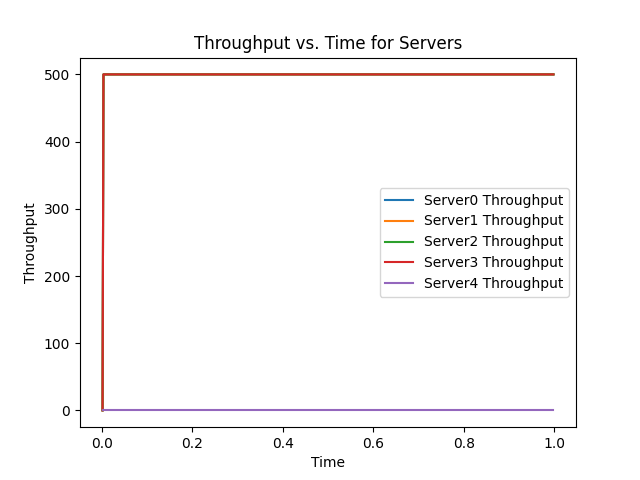 Throughput vs. Time for Servers
500
400
300
200
100
0
Throughput
Server0 Throughput
Server1 Throughput
Server2 Throughput
Server3 Throughput
Server4 Throughput
0.0 0.2 0.4 0.6 0.8 1.0
Time